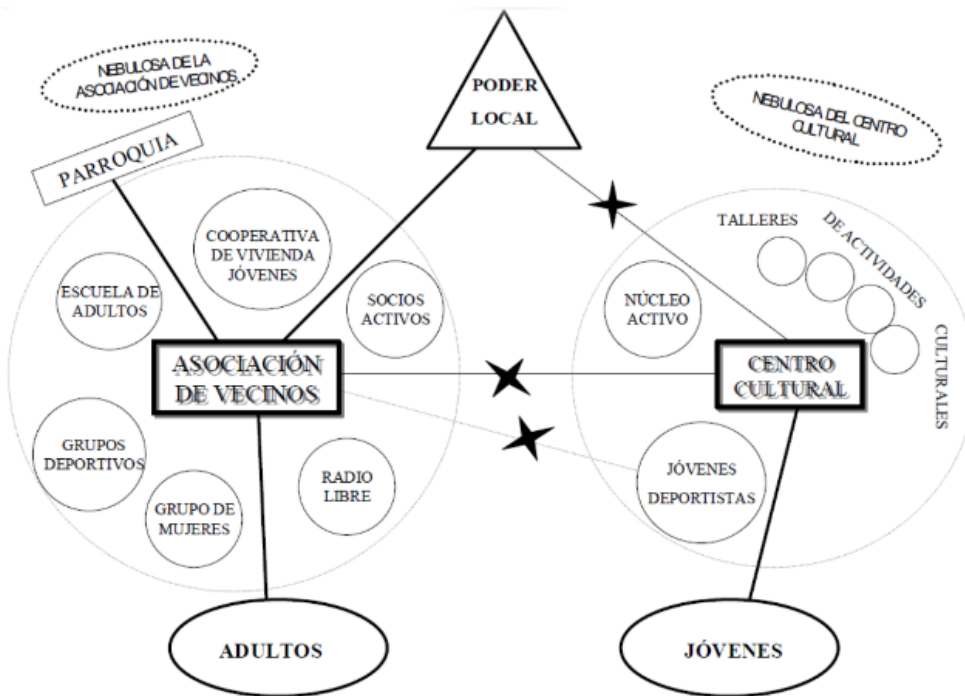 NEBULOSA DE LA
ASOCIACIÓN DE VECINOS
PODER
LOCAL
NEBULOSA DEL CENTRO
CULTURAL
PARROQUIA
COOPERATIVA
DE VIVIENDA
JÓVENES
TALLERES
DE ACTIVIDADES
CULTURALES
ESCUELA DE
ADULTOS
SOCIOS
ACTIVOS
NÚCLEO
ACTIVO
ASOCIACIÓN
DE VECINOS
CENTRO
CULTURAL
GRUPOS
DEPORTIVOS
GRUPO DE
MUJERES
RADIO
LIBRE
JÓVENES
DEPORTISTAS
ADULTOS
JÓVENES